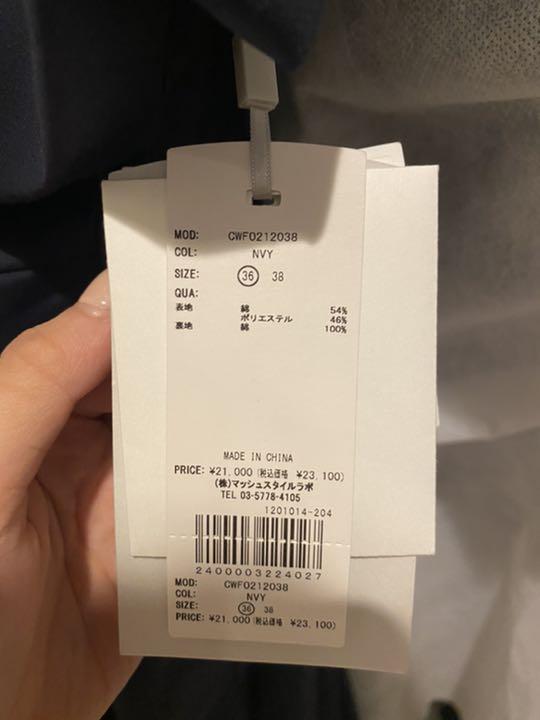 MOD: CWF0212038
COL: NVY
SIZE: 36 38
QUA:
表地 綿 54%
ポリエステル 46%
裏地 綿 100%
MADE IN CHINA
PRICE: ¥21,000 (税込価格 ¥23,100)
(株)マッシュスタイルラボ
TEL 03-5778-4105
1201014-204
2400003224027
MOD: CWF0212038
COL: NVY
SIZE: 36 38
PRICE: ¥21,000 (税込価格 ¥23,100)